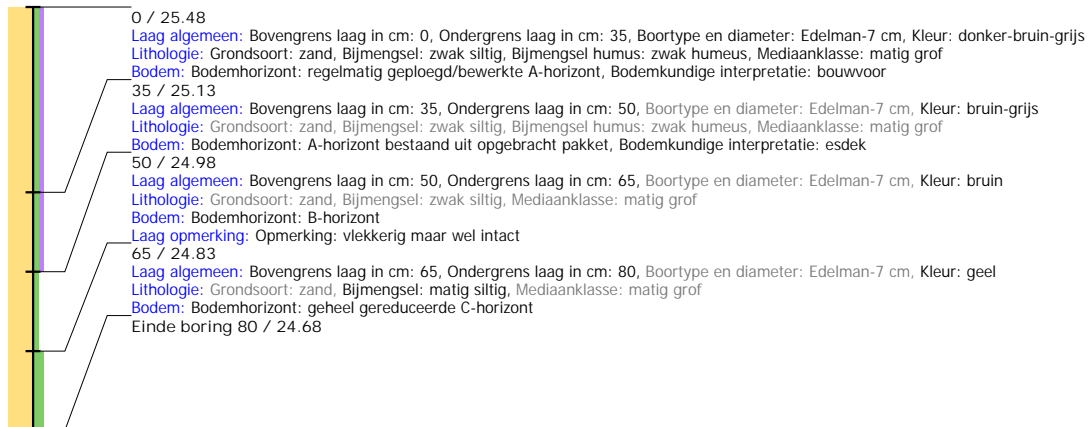 0 / 25.48
Laag algemeen: Bovengrens laag in cm: 0, Ondergrens laag in cm: 35, Boortype en diameter: Edelman-7 cm, Kleur: donker-bruin-grijs
Lithologie: Grondsoort: zand, Bijmengsel: zwak siltig, Bijmengsel humus: zwak humeus, Mediaanklasse: matig grof
Bodem: Bodemhorizont: regelmatig geploegd/bewerkte A-horizont, Bodemkundige interpretatie: bouwvoor
35 / 25.13
Laag algemeen: Bovengrens laag in cm: 35, Ondergrens laag in cm: 50, Boortype en diameter: Edelman-7 cm, Kleur: bruin-grijs
Lithologie: Grondsoort: zand, Bijmengsel: zwak siltig, Bijmengsel humus: zwak humeus, Mediaanklasse: matig grof
Bodem: Bodemhorizont: A-horizont bestaand uit opgebracht pakket, Bodemkundige interpretatie: esdek
50 / 24.98
Laag algemeen: Bovengrens laag in cm: 50, Ondergrens laag in cm: 65, Boortype en diameter: Edelman-7 cm, Kleur: bruin
Lithologie: Grondsoort: zand, Bijmengsel: zwak siltig, Mediaanklasse: matig grof
Bodem: Bodemhorizont: B-horizont
Laag opmerking: Opmerking: vlekkerig maar wel intact
65 / 24.83
Laag algemeen: Bovengrens laag in cm: 65, Ondergrens laag in cm: 80, Boortype en diameter: Edelman-7 cm, Kleur: geel
Lithologie: Grondsoort: zand, Bijmengsel: matig siltig, Mediaanklasse: matig grof
Bodem: Bodemhorizont: geheel gereduceerde C-horizont
Einde boring 80 / 24.68